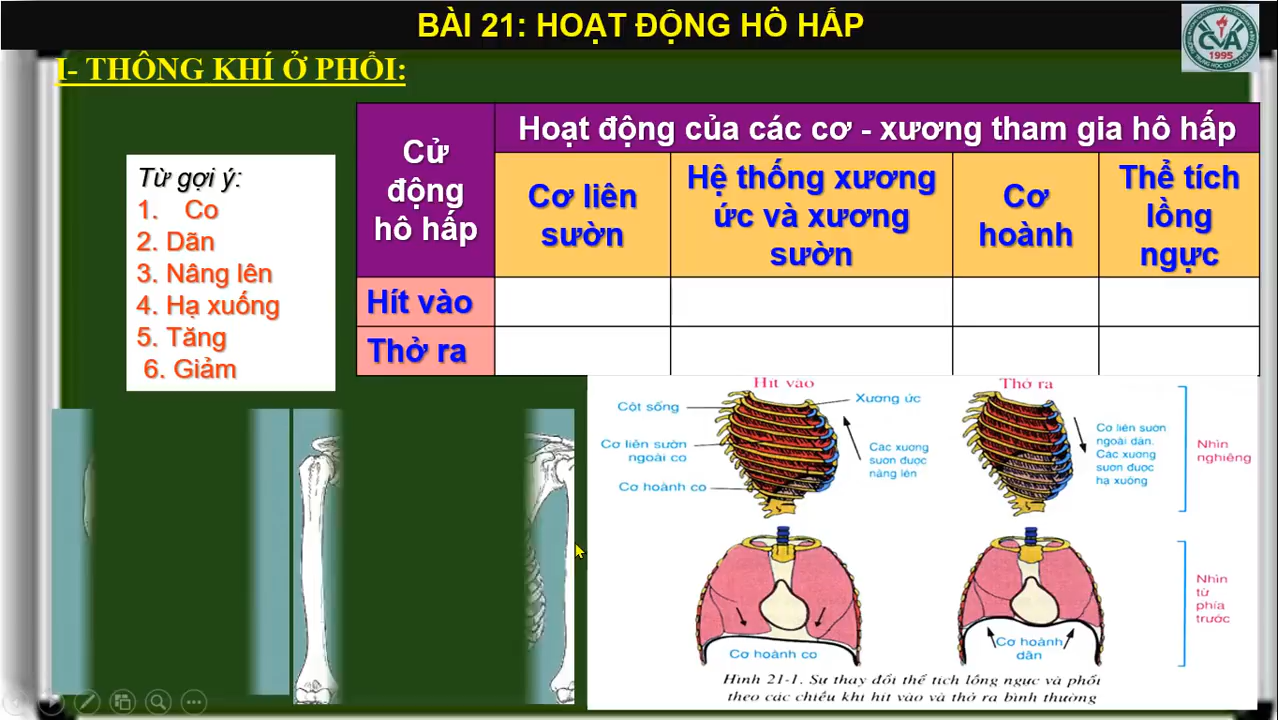 BÀI 21: HOẠT ĐỘNG HÔ HẤP
CVA
1995
I- THÔNG KHÍ Ở PHỔI:
Từ gợi ý:
1. Co
2. Dãn
3. Nâng lên
4. Hạ xuống
5. Tăng
6. Giảm
Cử
động
hô hấp
Hoạt động của các cơ - xương tham gia hô hấp
Cơ liên
sườn
Hệ thống xương
ức và xương
sườn
Cơ
hoành
Thể tích
lồng
ngực
Hít vào
Thở ra
Hít vào
Cột sống
Xương ức
Cơ liên sườn
ngoài co
Các xương
sườn được
nâng lên
Cơ hoành co
Thở ra
Cơ liên sườn
ngoài dãn.
Các xương
sườn được
hạ xuống
Nhìn
nghiêng
Cơ hoành co
Cơ hoành
dãn
Nhìn
từ
phía
trước
Hình 21-1. Sự thay đổi thể tích lồng ngực và phổi
theo các chiều khi hít vào và thở ra bình thường